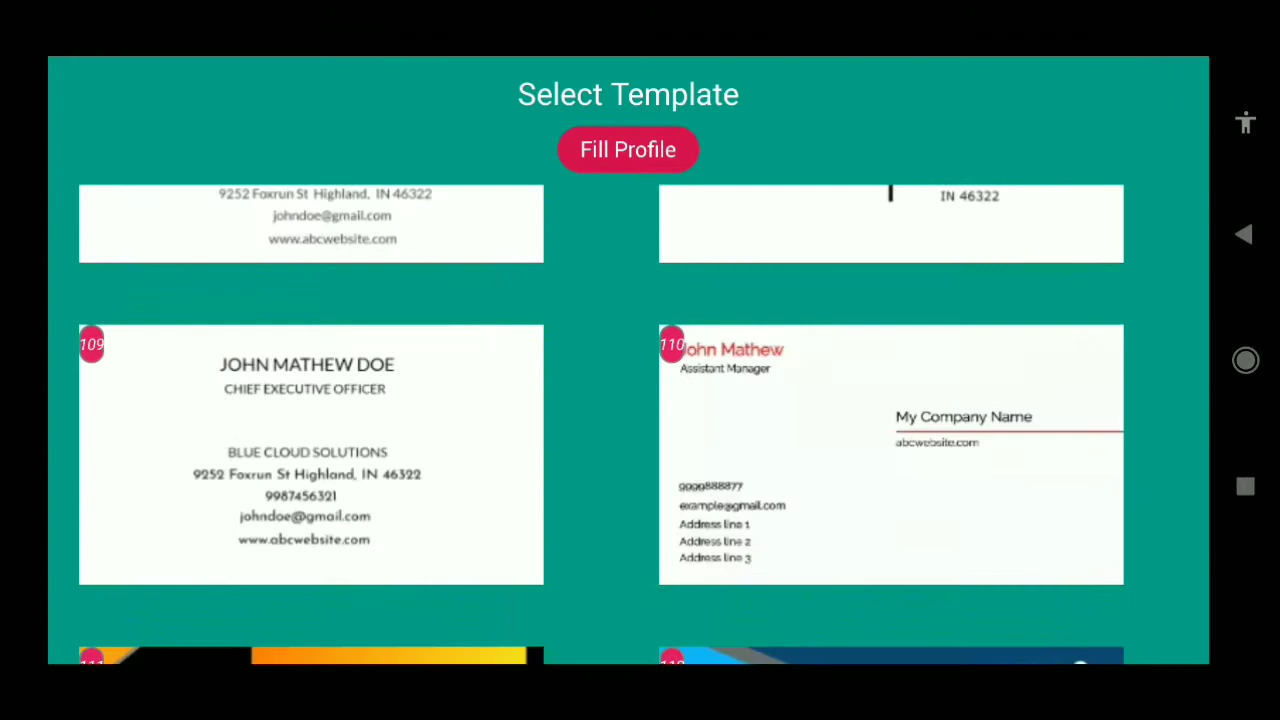 Select Template
Fill Profile
9252 Foxrun St Highland, IN 46322
johndoe@gmail.com
www.abcwebsite.com
IN 46322
109
JOHN MATHEW DOE
CHIEF EXECUTIVE OFFICER
BLUE CLOUD SOLUTIONS
9252 Foxrun St Highland, IN 46322
9987456321
johndoe@gmail.com
www.abcwebsite.com
110
John Mathew
Assistant Manager
My Company Name
abcwebsite.com
9999888877
example@gmail.com
Address line 1
Address line 2
Address line 3
111